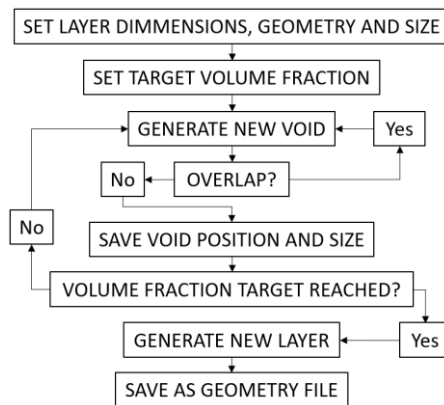 SET LAYER DIMMENSIONS, GEOMETRY AND SIZE
SET TARGET VOLUME FRACTION
GENERATE NEW VOID
Yes
No
OVERLAP?
No
SAVE VOID POSITION AND SIZE
VOLUME FRACTION TARGET REACHED?
GENERATE NEW LAYER
Yes
SAVE AS GEOMETRY FILE